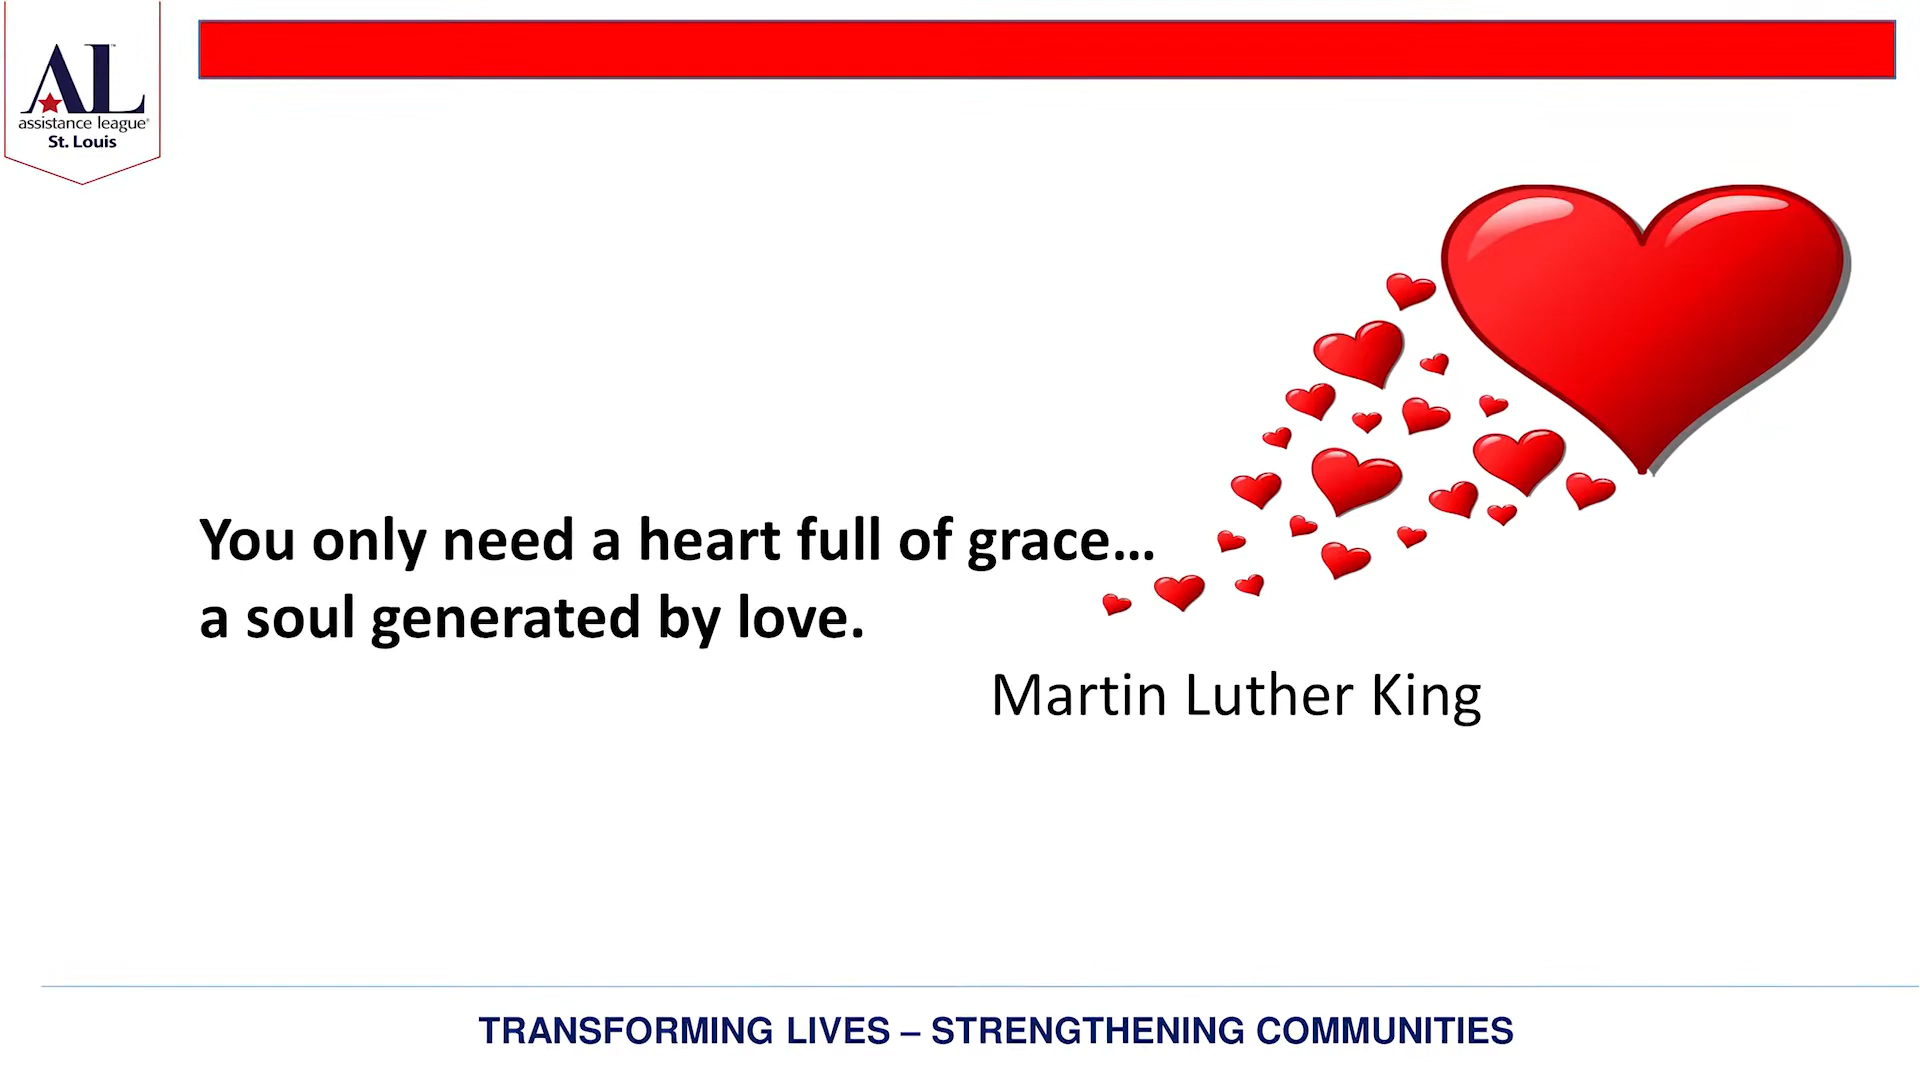 AL
assistance league®
St. Louis
You only need a heart full of grace…
a soul generated by love.
Martin Luther King
TRANSFORMING LIVES – STRENGTHENING COMMUNITIES